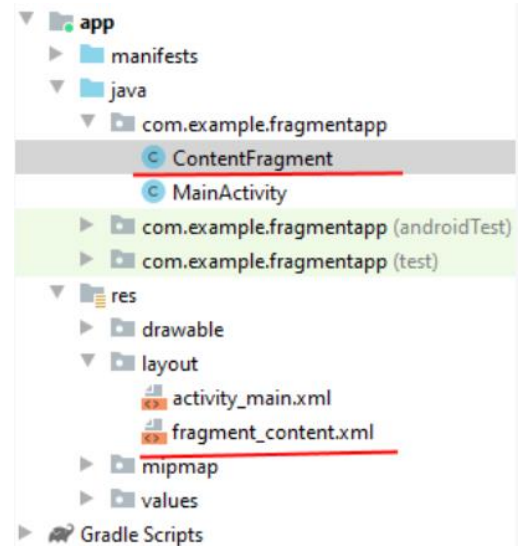 app
manifests
java
com.example.fragmentapp
ContentFragment
MainActivity
com.example.fragmentapp (androidTest)
com.example.fragmentapp (test)
res
drawable
layout
activity_main.xml
fragment_content.xml
mipmap
values
Gradle Scripts